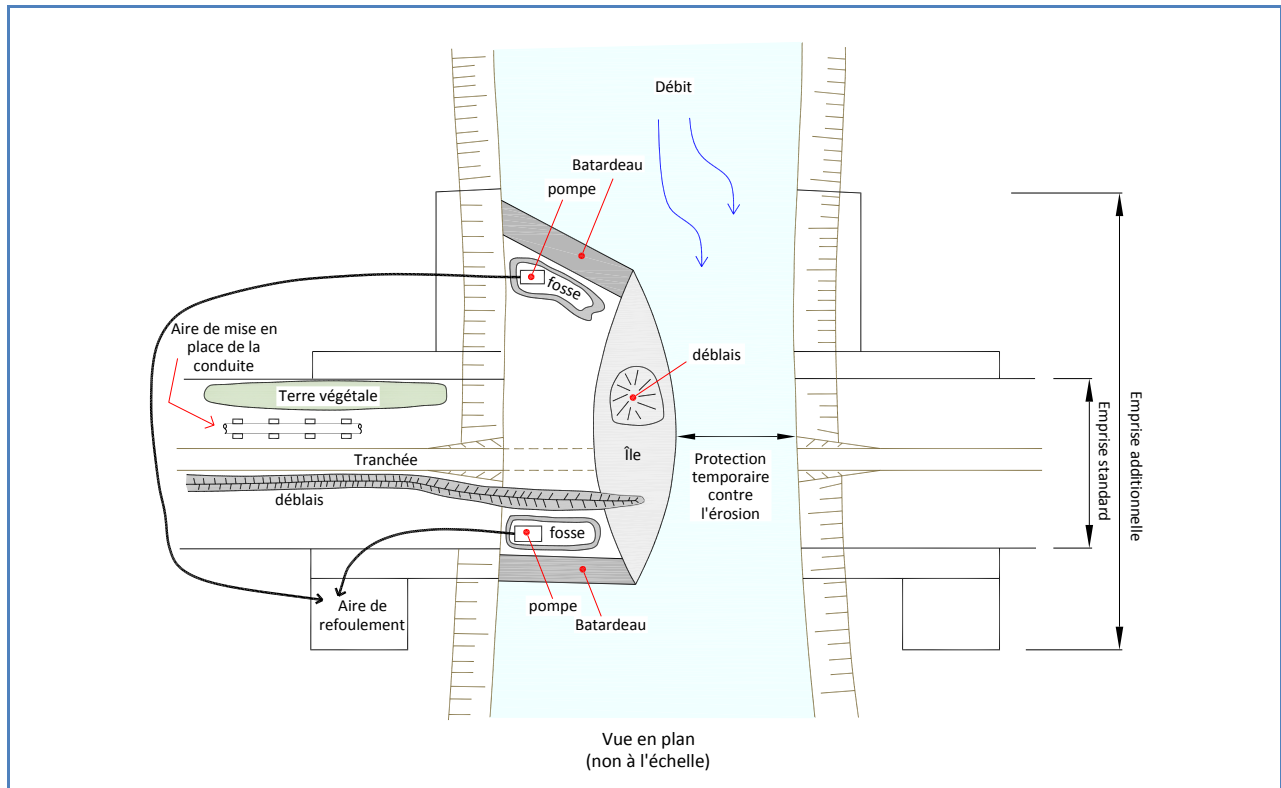 Débit
Batardeau
pompe
fosse
Aire de mise en
place de la
conduite
déblais
Terre végétale
Île
Tranchée
Protection
temporaire
contre
l'érosion
déblais
fosse
pompe
Batardeau
Aire de
refoulement
Emprise standard
Emprise additionnelle
Vue en plan
(non à l'échelle)